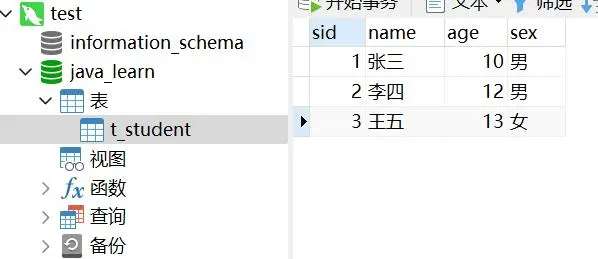 test
information_schema
java_learn
表
t_student
视图
fx 函数
查询
备份
开始事务 文本 筛选
sid name age sex
1 张三 10 男
2 李四 12 男
3 王五 13 女